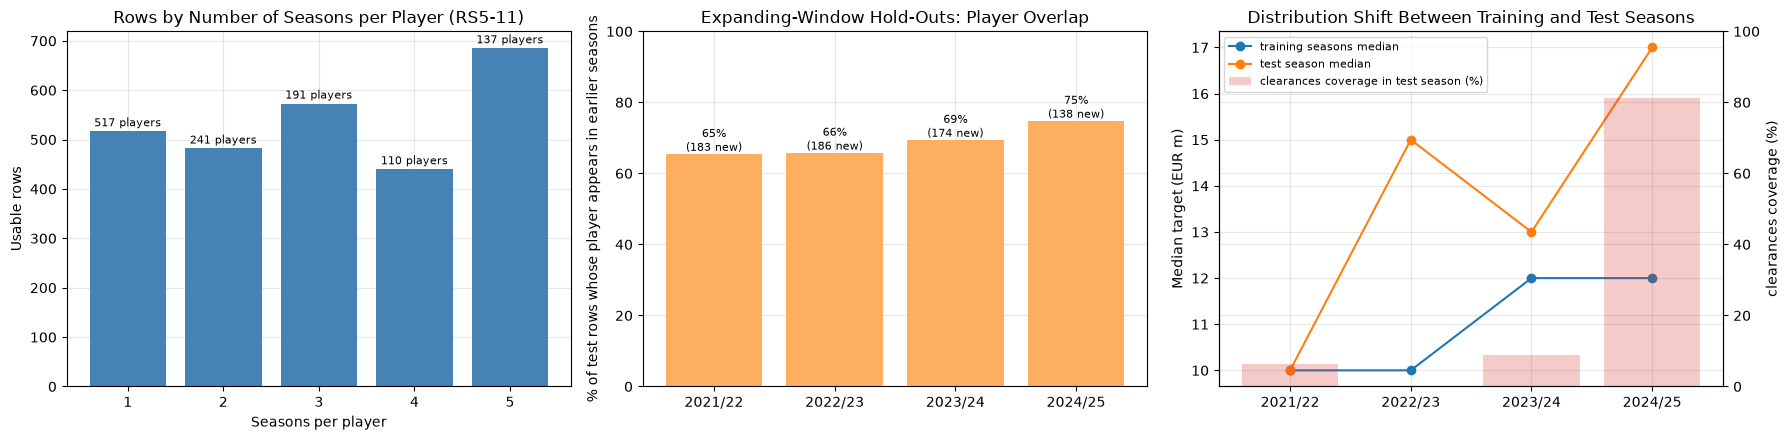 Rows by Number of Seasons per Player (RS5-11)
Usable rows
700
600
500
400
300
200
100
0
517 players
241 players
191 players
110 players
137 players
1 2 3 4 5
Seasons per player
Expanding-Window Hold-Outs: Player Overlap
% of test rows whose player appears in earlier seasons
100
80
60
40
20
0
65%
(183 new)
66%
(186 new)
69%
(174 new)
75%
(138 new)
2021/22 2022/23 2023/24 2024/25
Distribution Shift Between Training and Test Seasons
Median target (EUR m)
17
16
15
14
13
12
11
10
training seasons median
test season median
clearances coverage in test season (%)
2021/22 2022/23 2023/24 2024/25
100
80
60
40
20
0
clearances coverage (%)